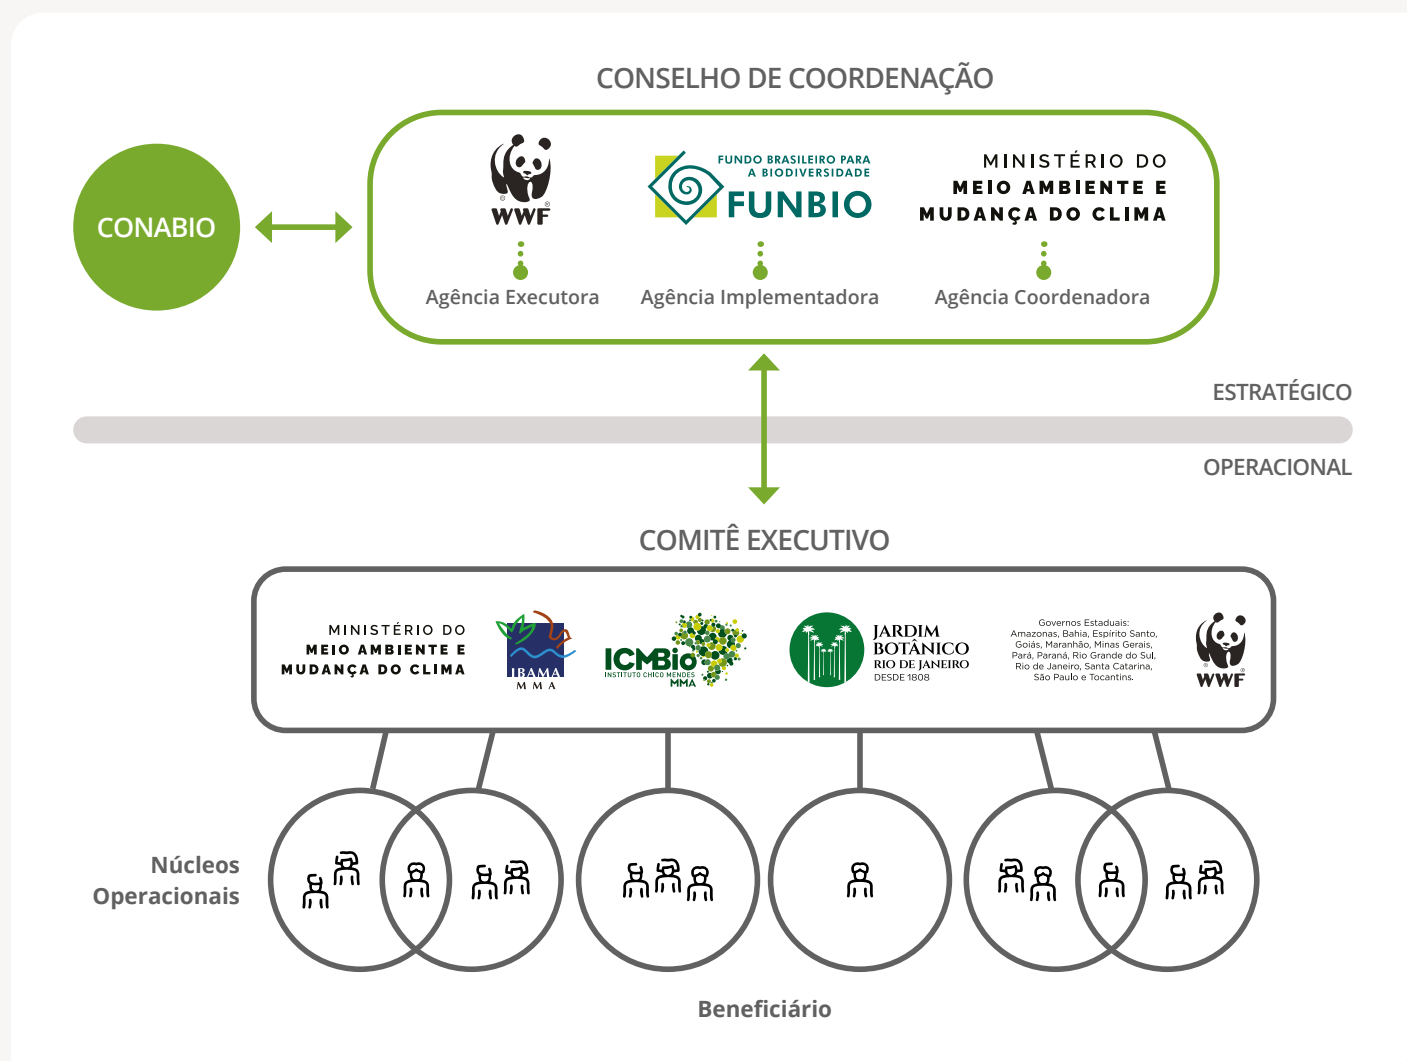 CONSELHO DE COORDENAÇÃO
CONABIO
WWF
Agência Executora
FUNDO BRASILEIRO PARA
A BIODIVERSIDADE
FUNBIO
Agência Implementadora
MINISTÉRIO DO
MEIO AMBIENTE E
MUDANÇA DO CLIMA
Agência Coordenadora
ESTRATÉGICO
OPERACIONAL
COMITÊ EXECUTIVO
MINISTÉRIO DO
MEIO AMBIENTE E
MUDANÇA DO CLIMA
IBAMA
MMA
ICMBio
INSTITUTO CHICO MENDES
MMA
JARDIM
BOTÂNICO
RIO DE JANEIRO
DESDE 1808
Governos Estaduais:
Amazonas, Bahia, Espírito Santo,
Goiás, Maranhão, Minas Gerais,
Pará, Paraná, Rio Grande do Sul,
Rio de Janeiro, Santa Catarina,
São Paulo e Tocantins.
WWF
Núcleos
Operacionais
Beneficiário